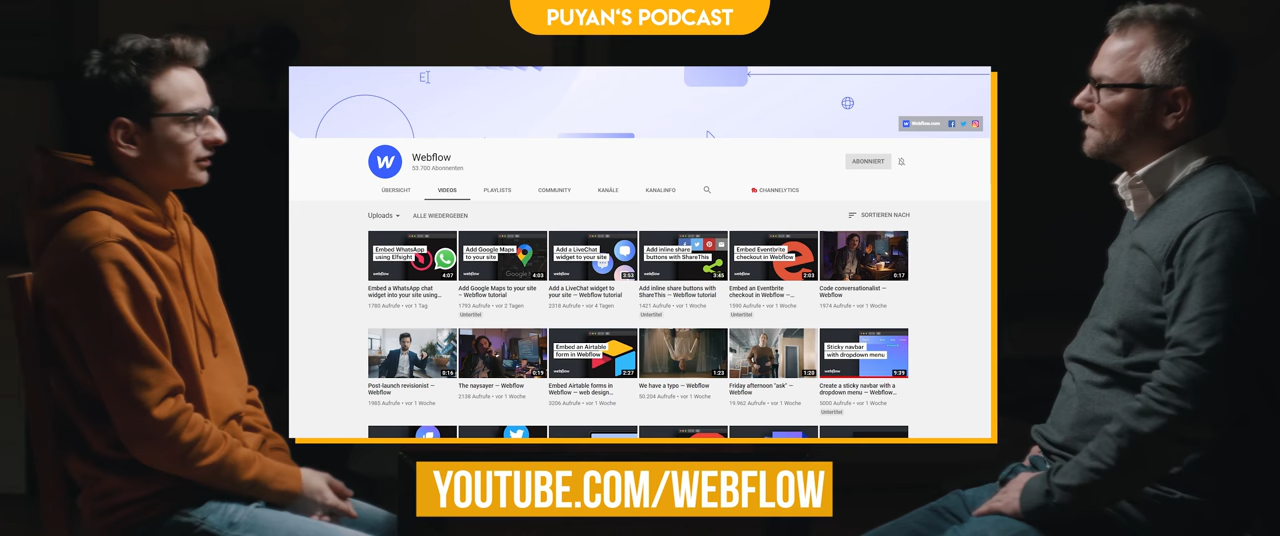 PUYAN'S PODCAST
Webflow.com
W
Webflow
53.700 Abonnenten
ABONNIERT
ÜBERSICHT VIDEOS PLAYLISTS COMMUNITY KANÄLE KANALINFO CHANNELYTICS
Uploads ALLE WIEDERGEBEN SORTIEREN NACH
Embed WhatsApp
using Elfsight
webflow
4:07
Add Google Maps
to your site
Google
webflow
4:03
Add a LiveChat
widget to your site
webflow
3:53
Add inline share
buttons with ShareThis
webflow
3:45
Embed Eventbrite
checkout in Webflow
webflow
2:03
0:17
Embed a WhatsApp chat
widget into your site using...
1780 Aufrufe • vor 1 Tag
Add Google Maps to your site
– Webflow tutorial
1793 Aufrufe • vor 2 Tagen
Untertitel
Add a LiveChat widget to
your site – Webflow tutorial
2318 Aufrufe • vor 4 Tagen
Add inline share buttons with
ShareThis – Webflow tutorial
1421 Aufrufe • vor 1 Woche
Untertitel
Embed an Eventbrite
checkout in Webflow –...
1590 Aufrufe • vor 1 Woche
Untertitel
Code conversationalist –
Webflow
1974 Aufrufe • vor 1 Woche
0:16
0:19
Embed an Airtable
form in Webflow
webflow
2:27
1:23
1:20
Sticky navbar
with dropdown menu
webflow
9:39
Post-launch revisionist –
Webflow
1985 Aufrufe • vor 1 Woche
The naysayer – Webflow
2138 Aufrufe • vor 1 Woche
Embed Airtable forms in
Webflow – web design...
3206 Aufrufe • vor 1 Woche
We have a typo – Webflow
50.204 Aufrufe • vor 1 Woche
Friday afternoon "ask" –
Webflow
19.962 Aufrufe • vor 1 Woche
Create a sticky navbar with a
dropdown menu – Webflow...
5000 Aufrufe • vor 1 Woche
Untertitel
YOUTUBE.COM/WEBFLOW